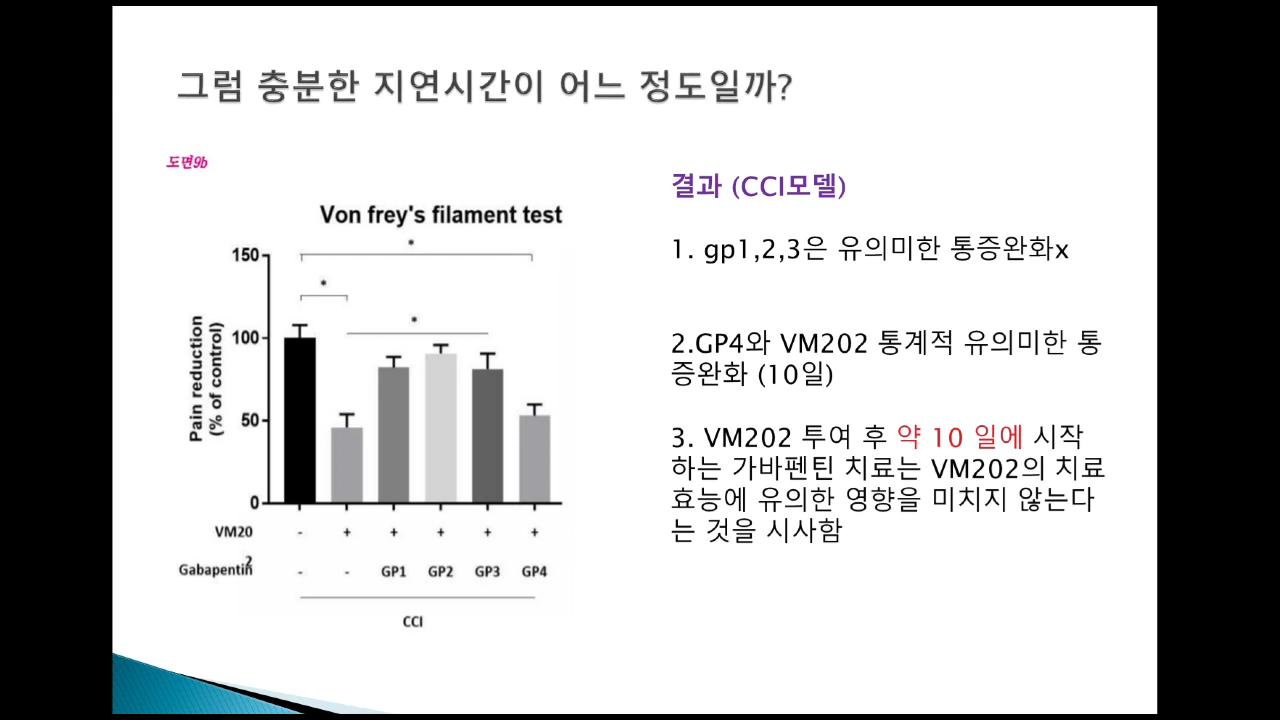 그럼 충분한 지연시간이 어느 정도일까?
도면9b
Von frey's filament test
*
150
*
*
100
50
0
Pain reduction
(% of control)
VM20
2
- + + + + +
Gabapentin
- - GP1 GP2 GP3 GP4
CCI
결과 (CCI모델)
1. gp1,2,3은 유의미한 통증완화x
2.GP4와 VM202 통계적 유의미한 통
증완화 (10일)
3. VM202 투여 후 약 10 일에 시작
하는 가바펜틴 치료는 VM202의 치료
효능에 유의한 영향을 미치지 않는다
는 것을 시사함